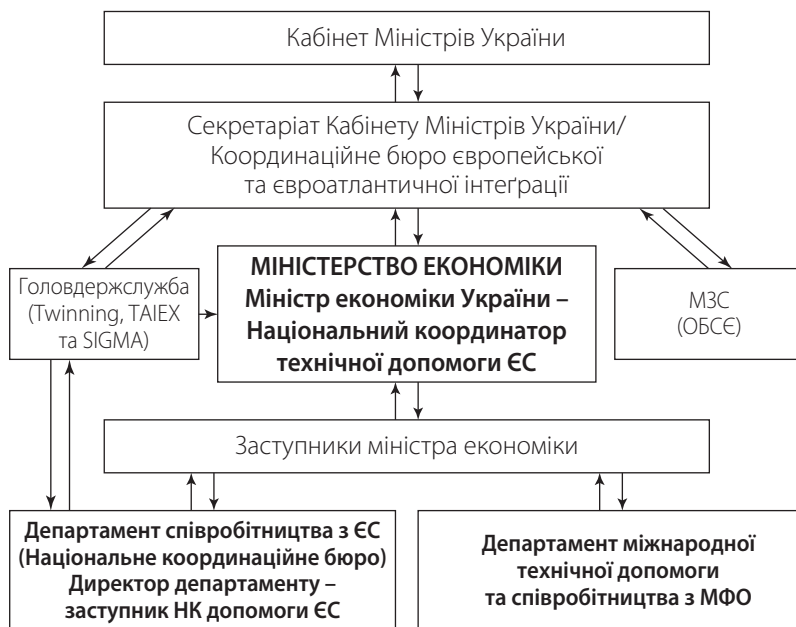 Кабінет Міністрів України
Секретаріат Кабінету Міністрів України/
Координаційне бюро європейської
та євроатлантичної інтеґрації
Головдержслужба
(Twinning, TAIEX
та SIGMA)
МІНІСТЕРСТВО ЕКОНОМІКИ
Міністр економіки України –
Національний координатор
технічної допомоги ЄС
МЗС
(ОБСЄ)
Заступники міністра економіки
Департамент співробітництва з ЄС
(Національне координаційне бюро)
Директор департаменту –
заступник НК допомоги ЄС
Департамент міжнародної
технічної допомоги
та співробітництва з МФО